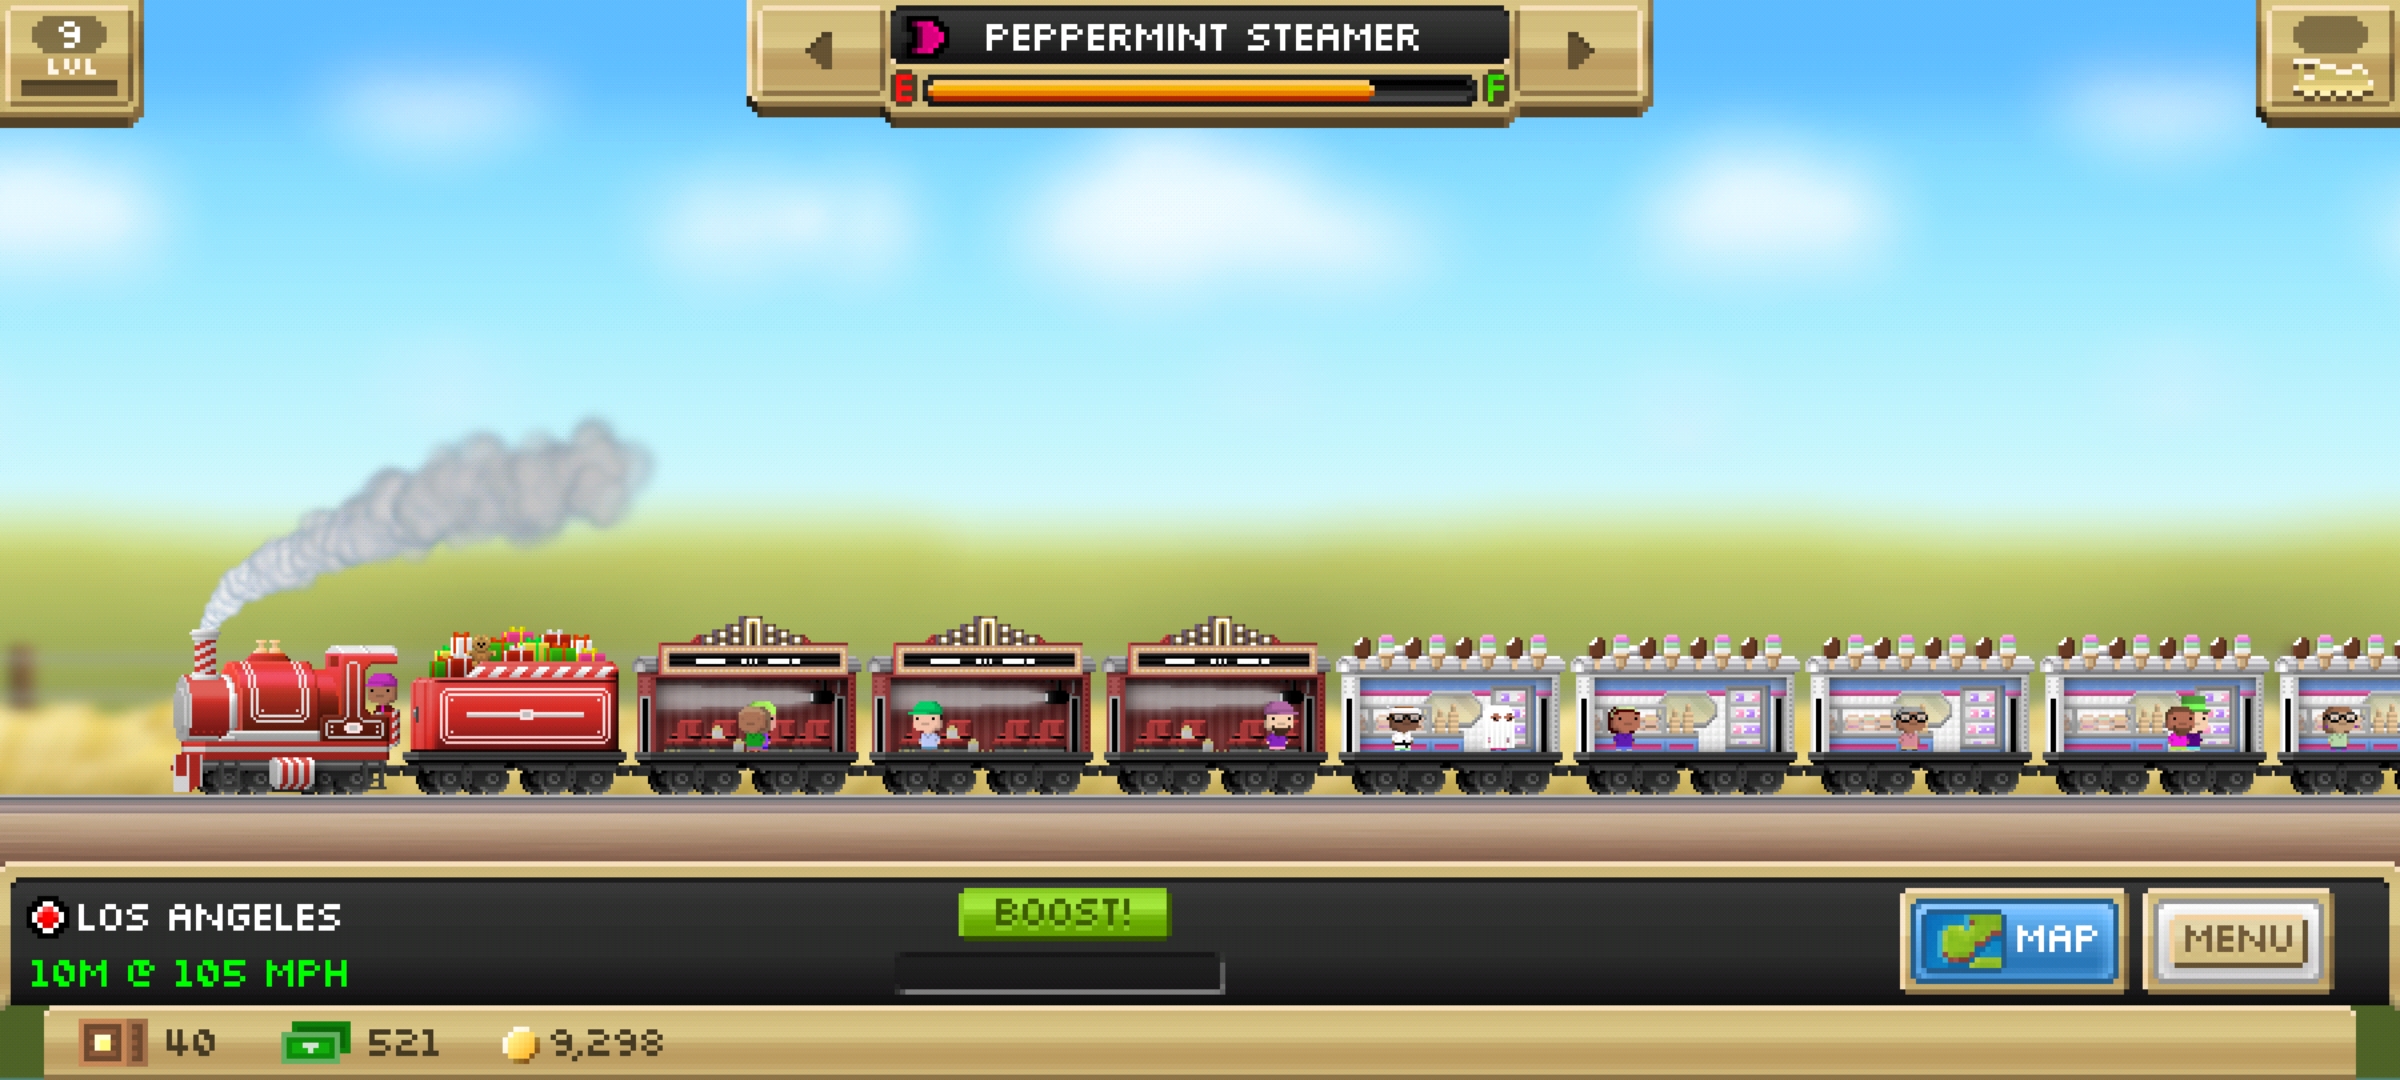 9
LVL
PEPPERMINT STEAMER
E
F
LOS ANGELES
10M @ 105 MPH
BOOST!
MAP
MENU
40
521
9,298